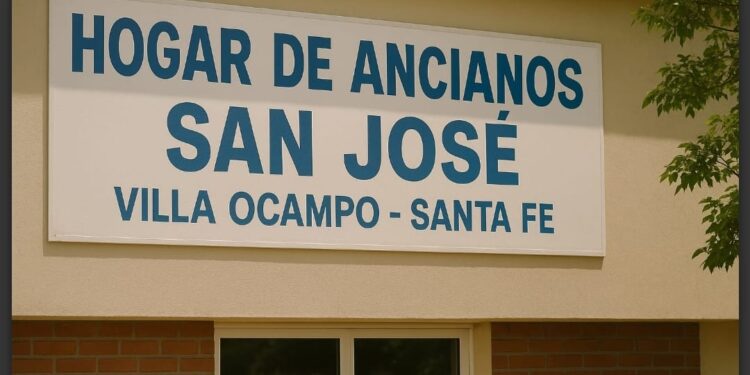 HOGAR DE ANCIANOS
SAN JOSÉ
VILLA OCAMPO - SANTA FE